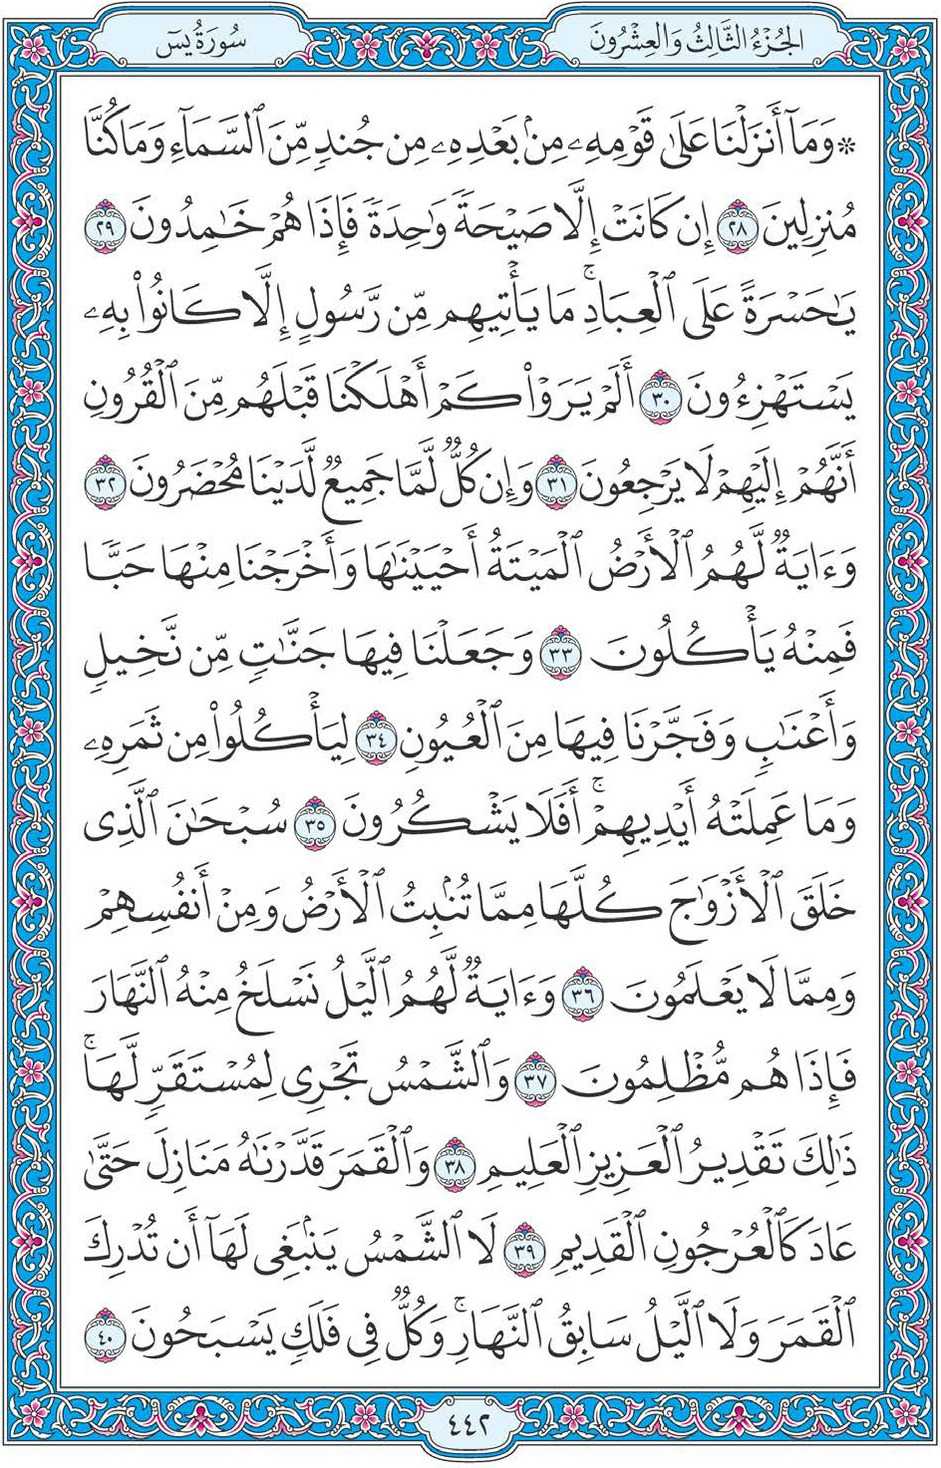 الجُزْءُ الثَّالِثُ وَالعِشْرُونَ
سُورَةُ يسٓ
۞ وَمَآ أَنزَلْنَا عَلَىٰ قَوْمِهِۦ مِنۢ بَعْدِهِۦ مِن جُندٍ مِّنَ ٱلسَّمَآءِ وَمَا كُنَّا
مُنزِلِينَ ٢٨ إِن كَانَتْ إِلَّا صَيْحَةً وَٰحِدَةً فَإِذَا هُمْ خَٰمِدُونَ ٢٩
يَٰحَسْرَةً عَلَى ٱلْعِبَادِۚ مَا يَأْتِيهِم مِّن رَّسُولٍ إِلَّا كَانُوا۟ بِهِۦ
يَسْتَهْزِءُونَ ٣٠ أَلَمْ يَرَوْا۟ كَمْ أَهْلَكْنَا قَبْلَهُم مِّنَ ٱلْقُرُونِ
أَنَّهُمْ إِلَيْهِمْ لَا يَرْجِعُونَ ٣١ وَإِن كُلٌّ لَّمَّا جَمِيعٌ لَّدَيْنَا مُحْضَرُونَ ٣٢
وَءَايَةٌ لَّهُمُ ٱلْأَرْضُ ٱلْمَيْتَةُ أَحْيَيْنَٰهَا وَأَخْرَجْنَا مِنْهَا حَبًّا
فَمِنْهُ يَأْكُلُونَ ٣٣ وَجَعَلْنَا فِيهَا جَنَّٰتٍ مِّن نَّخِيلٍ
وَأَعْنَٰبٍ وَفَجَّرْنَا فِيهَا مِنَ ٱلْعُيُونِ ٣٤ لِيَأْكُلُوا۟ مِن ثَمَرِهِۦ
وَمَا عَمِلَتْهُ أَيْدِيهِمْۚ أَفَلَا يَشْكُرُونَ ٣٥ سُبْحَٰنَ ٱلَّذِى
خَلَقَ ٱلْأَزْوَٰجَ كُلَّهَا مِمَّا تُنۢبِتُ ٱلْأَرْضُ وَمِنْ أَنفُسِهِمْ
وَمِمَّا لَا يَعْلَمُونَ ٣٦ وَءَايَةٌ لَّهُمُ ٱلَّيْلُ نَسْلَخُ مِنْهُ ٱلنَّهَارَ
فَإِذَا هُم مُّظْلِمُونَ ٣٧ وَٱلشَّمْسُ تَجْرِى لِمُسْتَقَرٍّ لَّهَاۚ
ذَٰلِكَ تَقْدِيرُ ٱلْعَزِيزِ ٱلْعَلِيمِ ٣٨ وَٱلْقَمَرَ قَدَّرْنَٰهُ مَنَازِلَ حَتَّىٰ
عَادَ كَٱلْعُرْجُونِ ٱلْقَدِيمِ ٣٩ لَا ٱلشَّمْسُ يَنۢبَغِى لَهَآ أَن تُدْرِكَ
ٱلْقَمَرَ وَلَا ٱلَّيْلُ سَابِقُ ٱلنَّهَارِۚ وَكُلٌّ فِى فَلَكٍ يَسْبَحُونَ ٤٠
٤٤٢